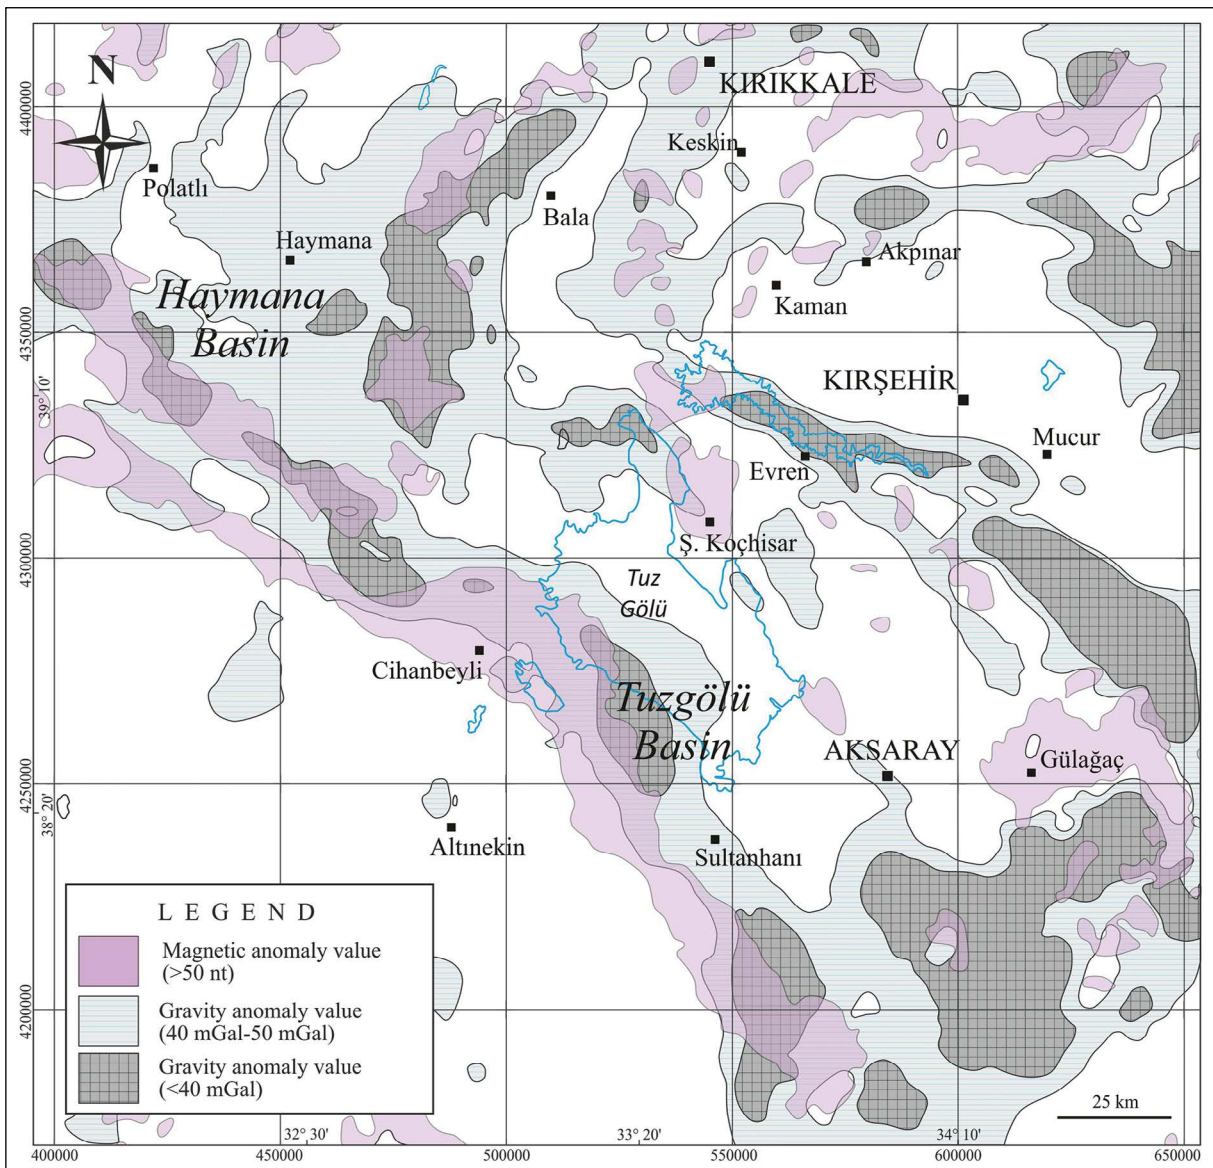 N
KIRIKKALE
4400000
Keskin
Polatlı
Bala
Haymana
Akpınar
Haymana
Basin
Kaman
4350000
39° 10'
KIRŞEHİR
Mucur
Evren
Ş. Koçhisar
4300000
Tuz
Gölü
Cihanbeyli
Tuzgölü
Basin
AKSARAY
Gülağaç
4250000
38° 20'
Altınekin
Sultanhanı
LEGEND
Magnetic anomaly value
(>50 nt)
Gravity anomaly value
(40 mGal-50 mGal)
Gravity anomaly value
(<40 mGal)
4200000
25 km
32° 30'
33° 20'
34° 10'
400000
450000
500000
550000
600000
650000